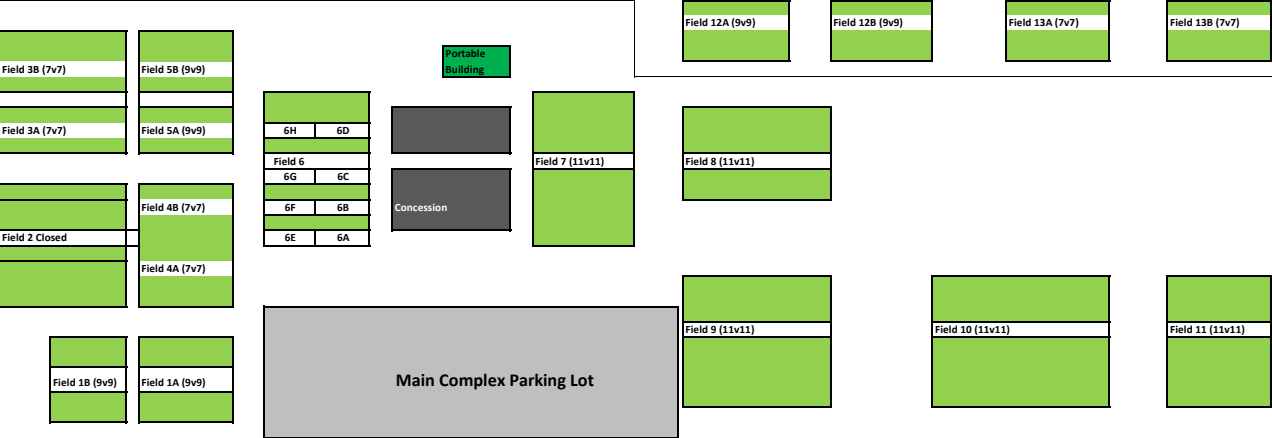 Field 12A (9v9)
Field 12B (9v9)
Field 13A (7v7)
Field 13B (7v7)
Portable
Building
Field 3B (7v7)
Field 5B (9v9)
Field 3A (7v7)
Field 5A (9v9)
6H
6D
Field 6
Field 7 (11v11)
Field 8 (11v11)
6G
6C
Field 4B (7v7)
6F
6B
Concession
Field 2 Closed
6E
6A
Field 4A (7v7)
Field 9 (11v11)
Field 10 (11v11)
Field 11 (11v11)
Field 1B (9v9)
Field 1A (9v9)
Main Complex Parking Lot